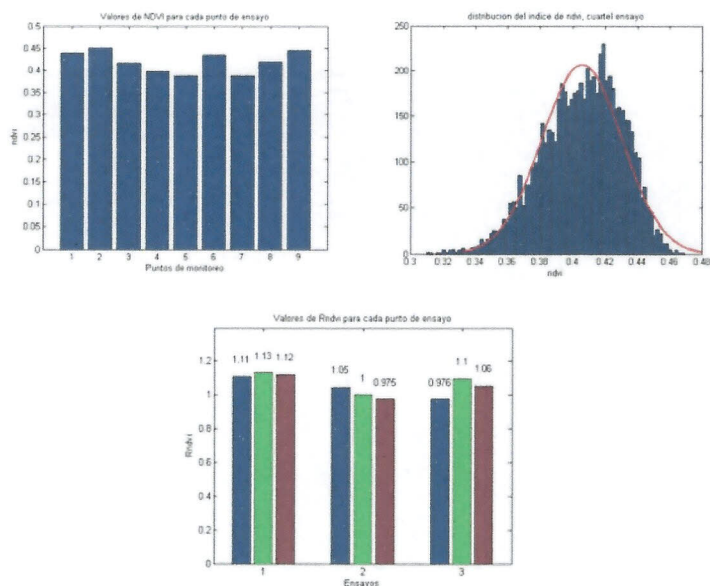 Valores de NDVI para cada punto de ensayo
0.5
0.45
0.4
0.35
0.3
0.25
0.2
0.15
0.1
0.05
0
ndvi
1 2 3 4 5 6 7 8 9
Puntos de monitoreo
distribucion del indice de ndvi, cuartel ensayo
250
200
150
100
50
0
0.3 0.32 0.34 0.36 0.38 0.4 0.42 0.44 0.46 0.48
ndvi
Valores de Rndvi para cada punto de ensayo
1.2
1
0.8
0.6
0.4
0.2
0
Rndvi
1.11 1.13 1.12
1.05 1 0.975
0.976 1.1 1.06
1 2 3
Ensayos